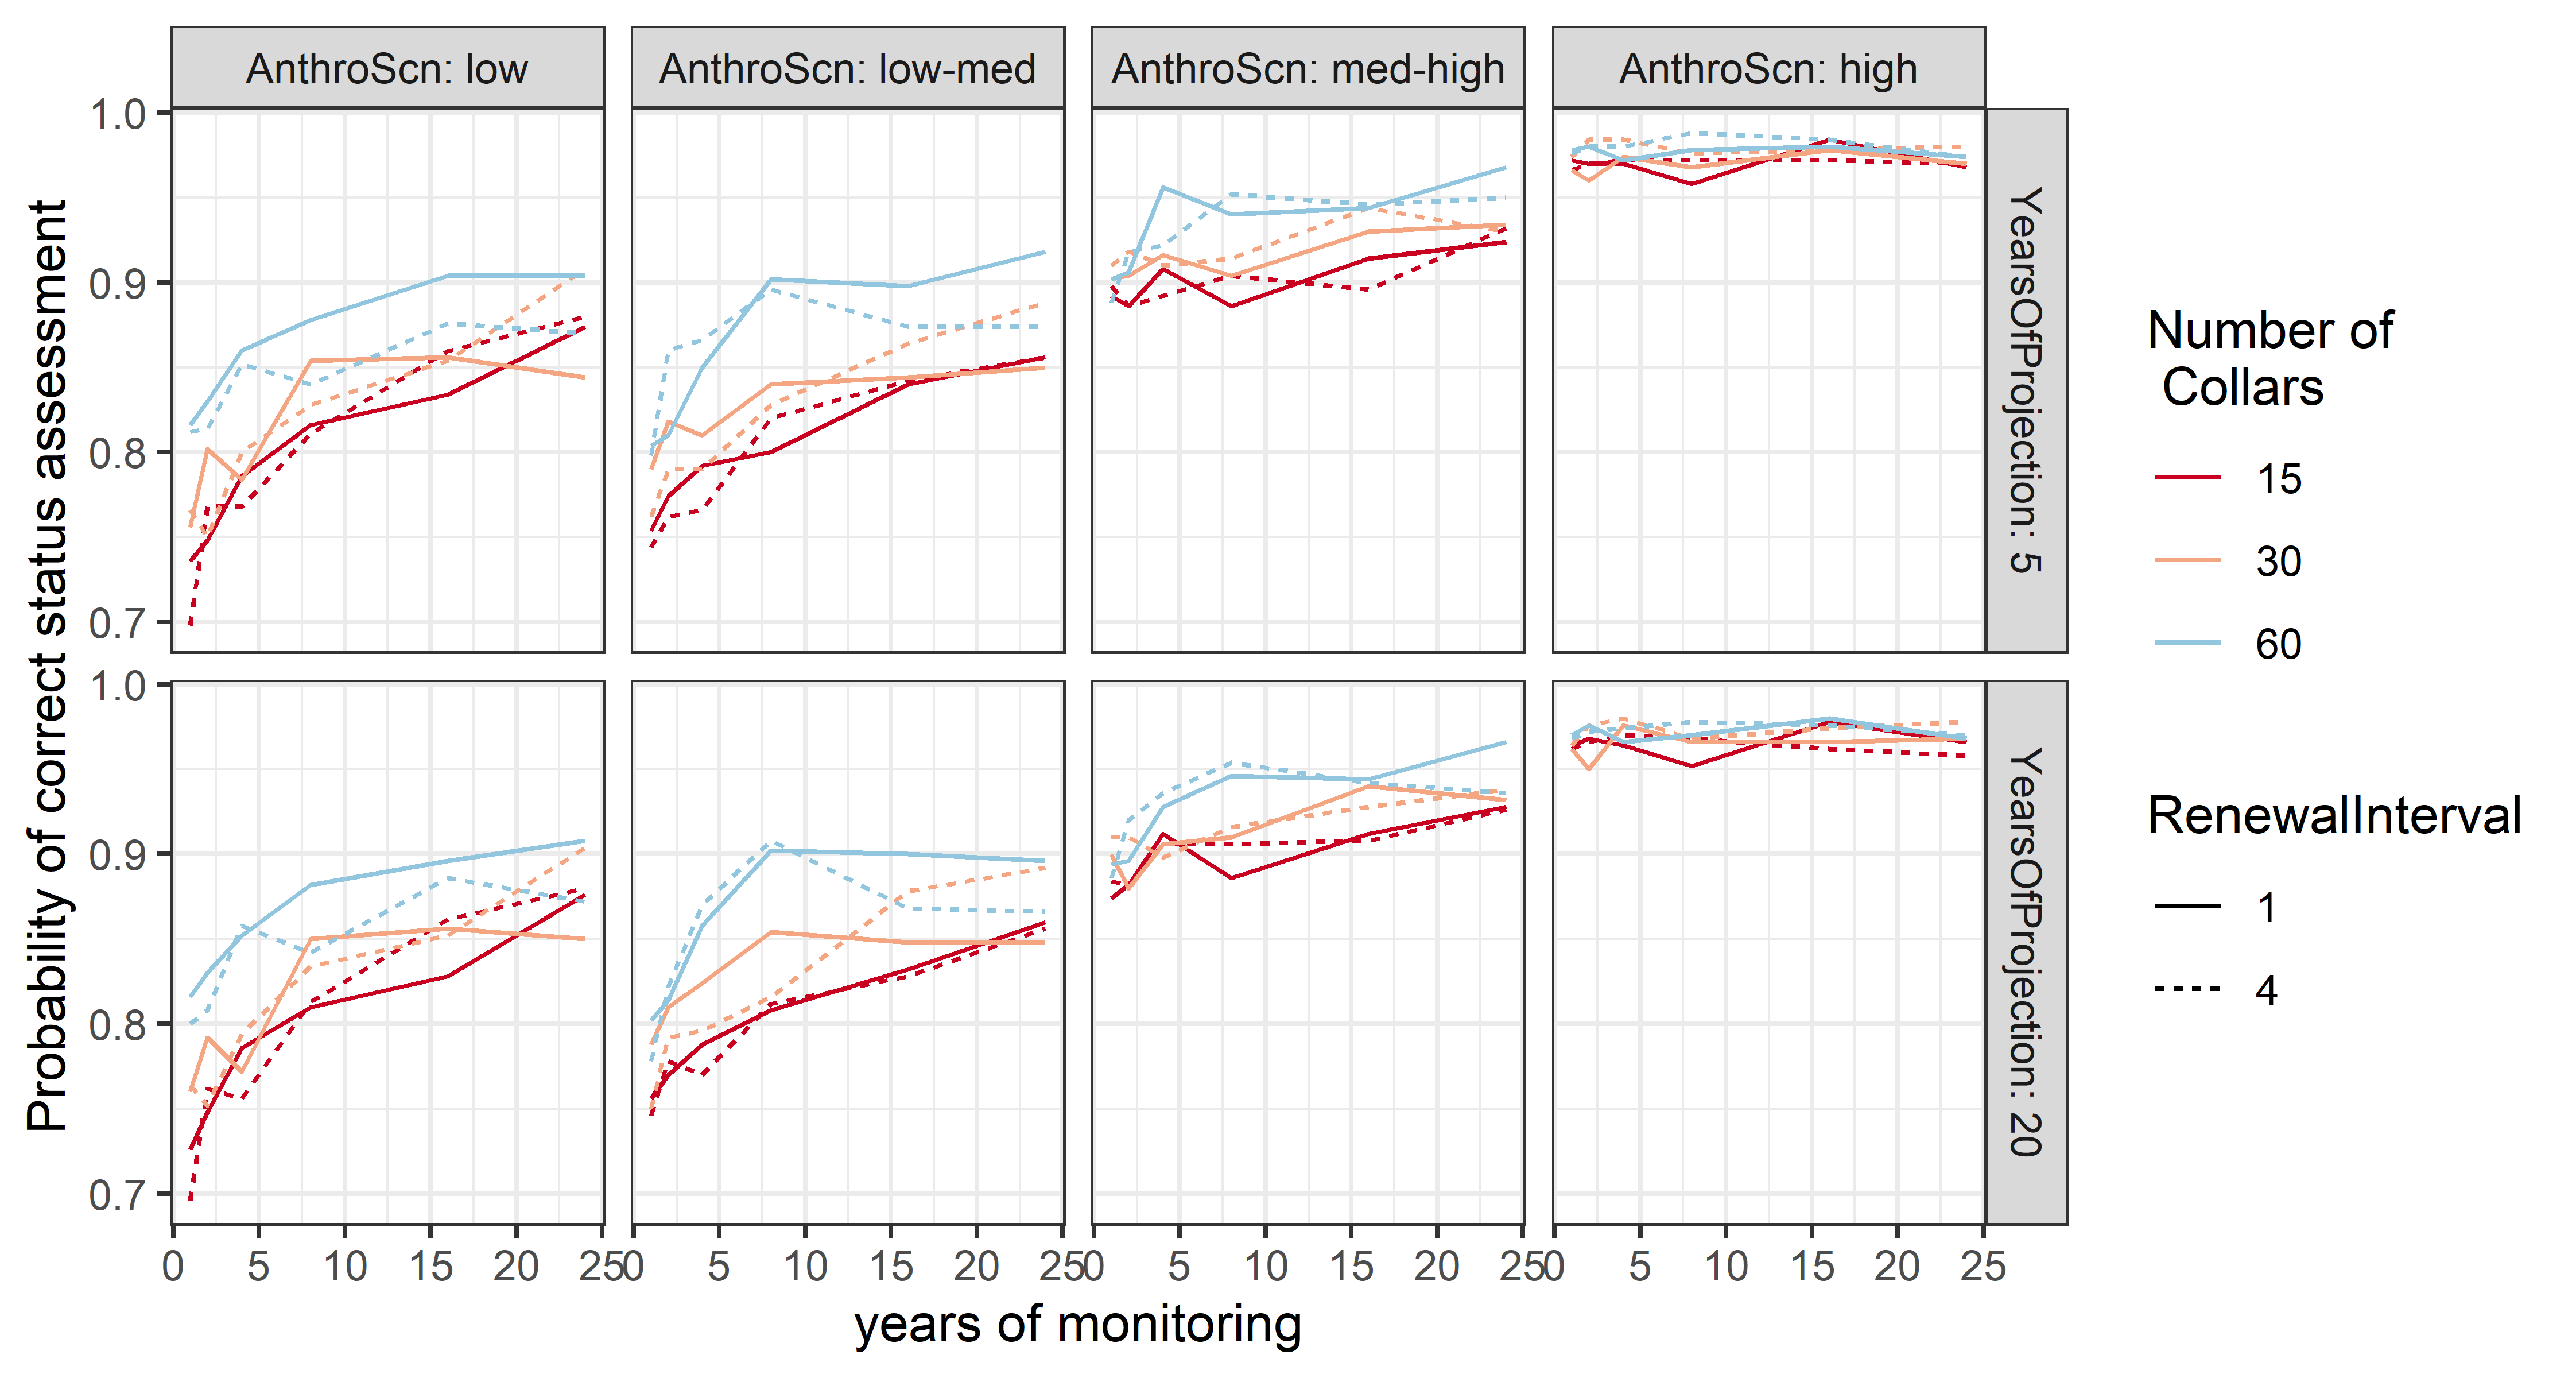 AnthroScn: low
AnthroScn: low-med
AnthroScn: med-high
AnthroScn: high
Probability of correct status assessment
1.0
0.9
0.8
0.7
YearsOfProjection: 5
1.0
0.9
0.8
0.7
YearsOfProjection: 20
0 5 10 15 20 25
0 5 10 15 20 25
0 5 10 15 20 25
0 5 10 15 20 25
years of monitoring
Number of
Collars
15
30
60
RenewalInterval
1
4